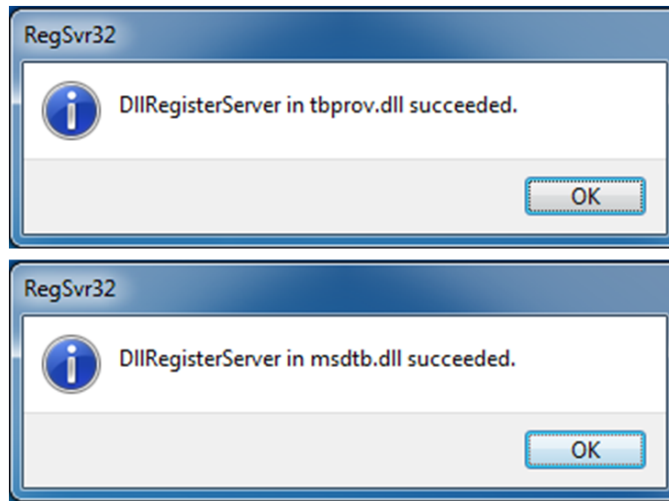 RegSvr32
DllRegisterServer in tbprov.dll succeeded.
OK
RegSvr32
DllRegisterServer in msdtb.dll succeeded.
OK